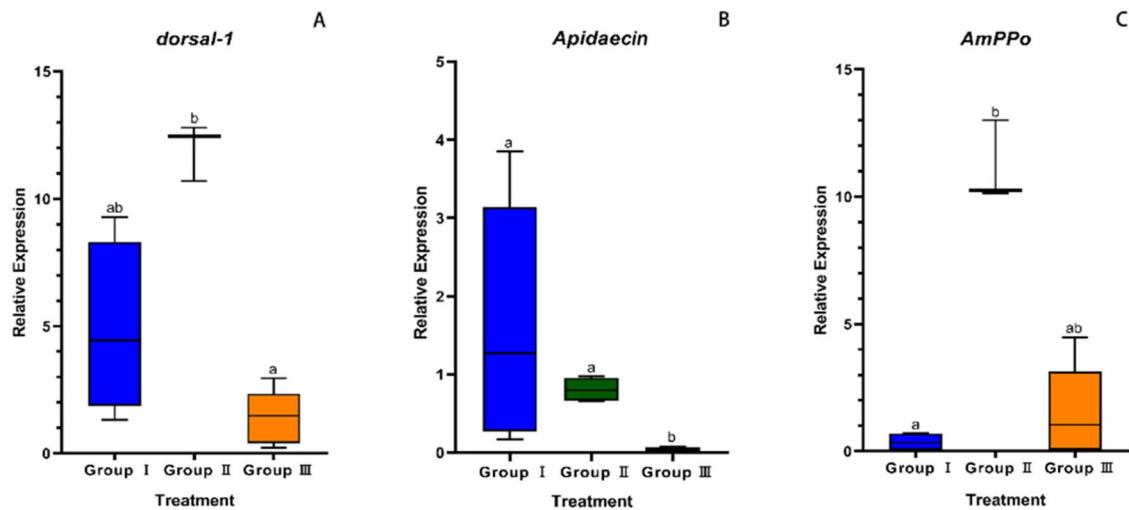 A
dorsal-1
15
10
5
0
Relative Expression
ab
b
a
Group Ⅰ Group Ⅱ Group Ⅲ
Treatment
B
Apidaecin
5
4
3
2
1
0
Relative Expression
a
a
b
Group Ⅰ Group Ⅱ Group Ⅲ
Treatment
C
AmPPo
15
10
5
0
Relative Expression
a
b
ab
Group Ⅰ Group Ⅱ Group Ⅲ
Treatment